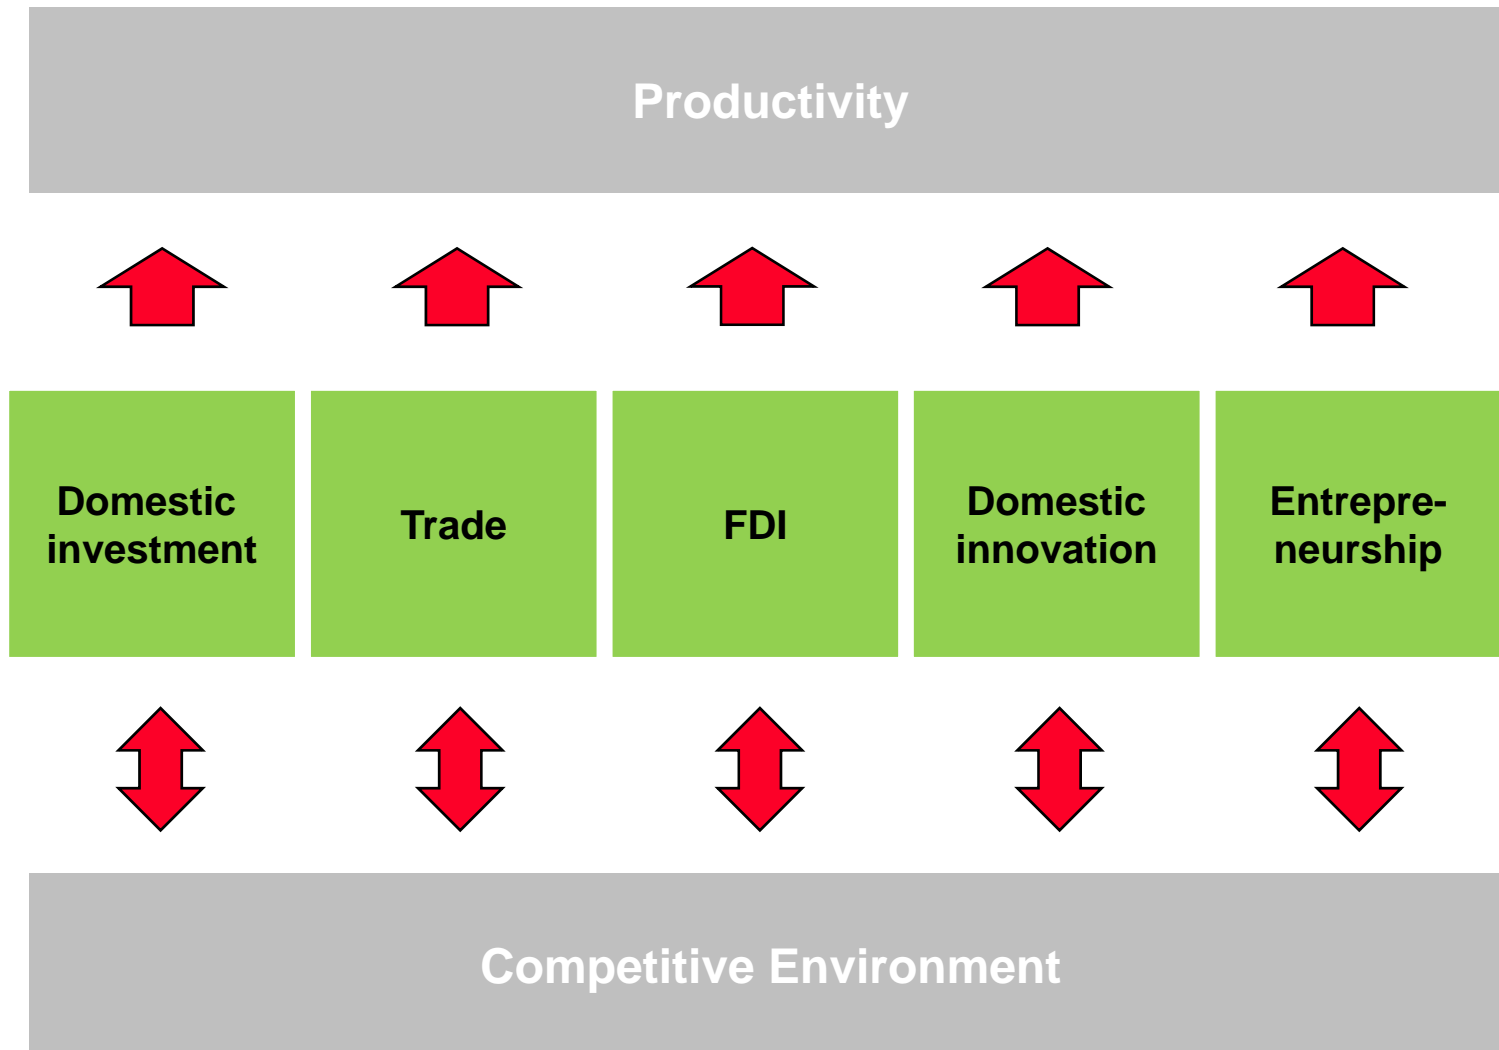 Productivity
Domestic
investment
Trade
FDI
Domestic
innovation
Entrepre-
neurship
Competitive Environment